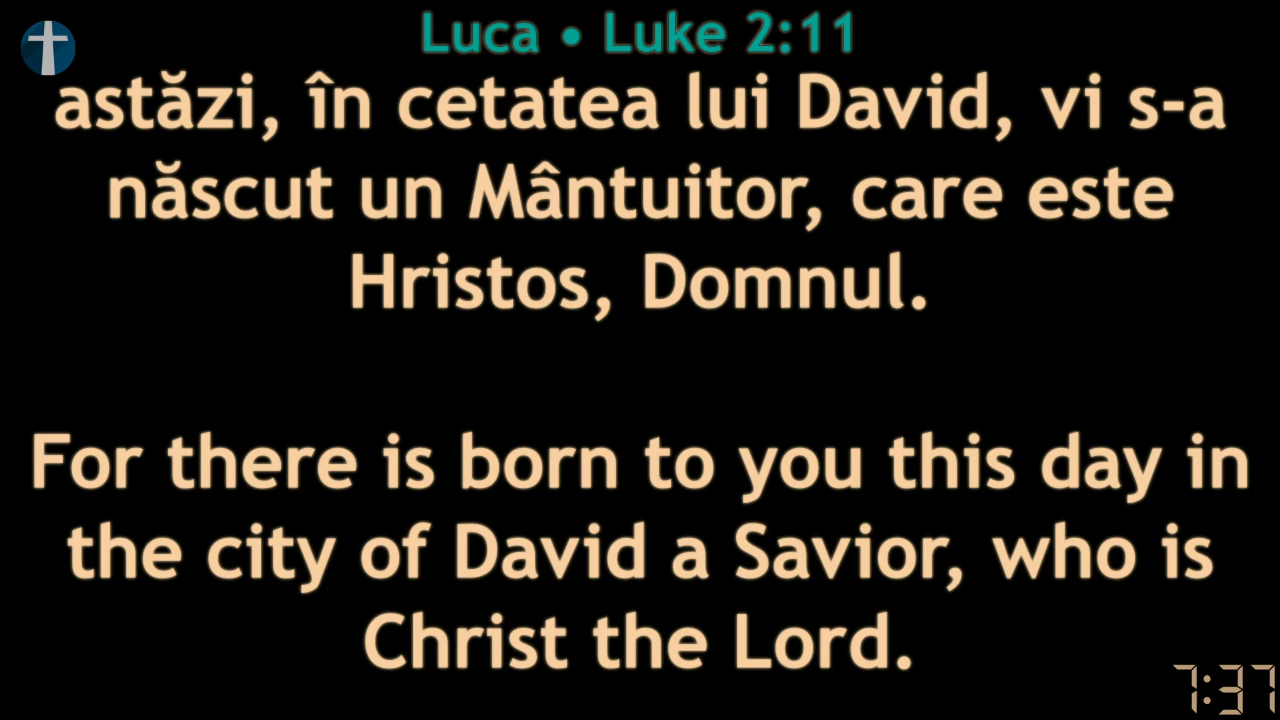 Luca • Luke 2:11
astăzi, în cetatea lui David, vi s-a
născut un Mântuitor, care este
Hristos, Domnul.
For there is born to you this day in
the city of David a Savior, who is
Christ the Lord.
7:37